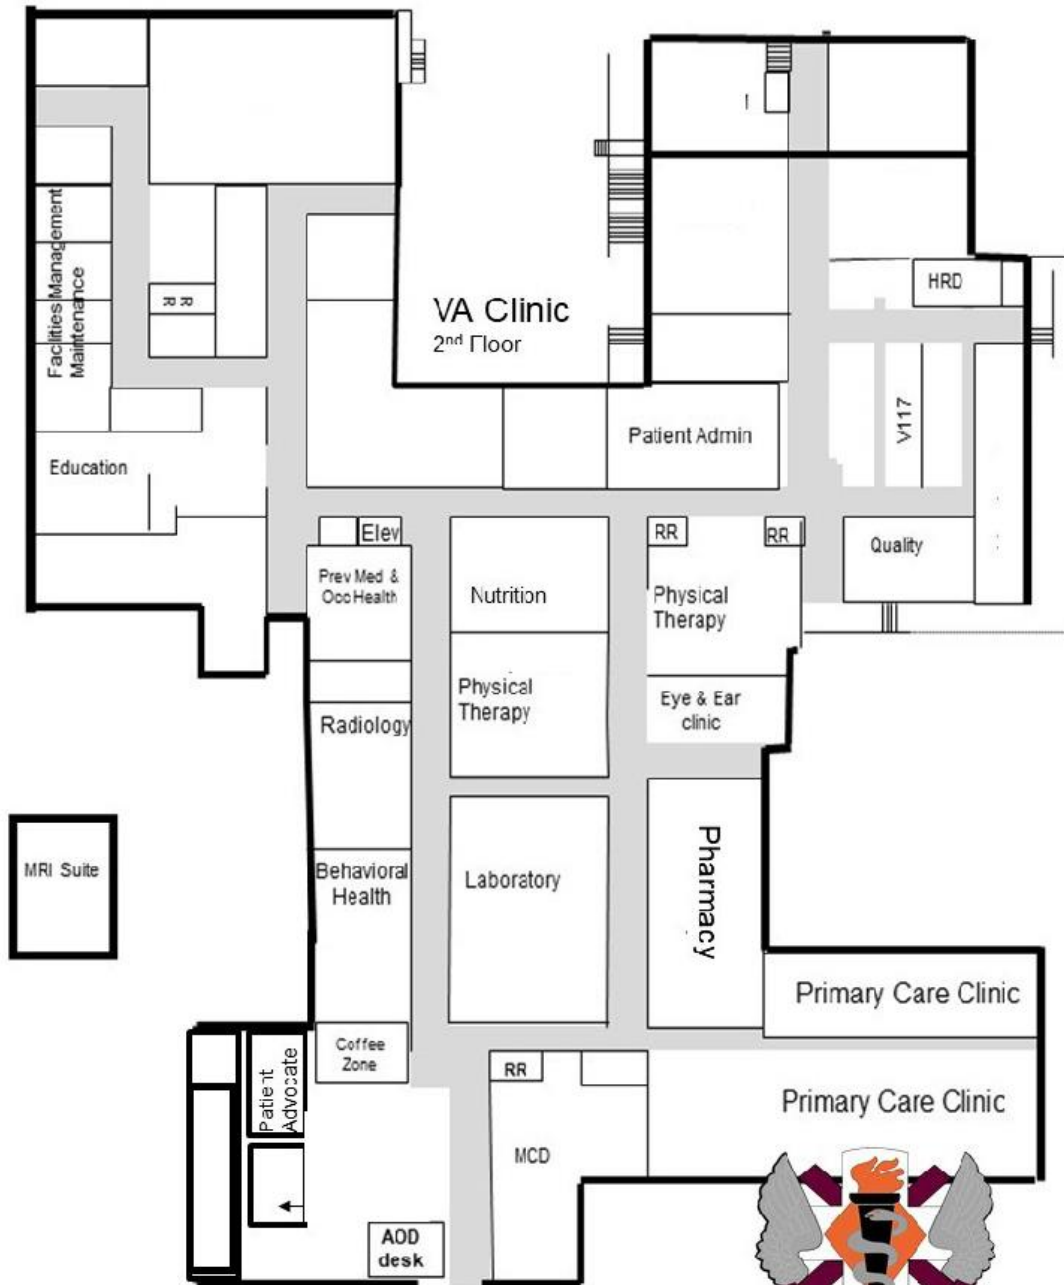 Facilities Management
Maintenance
R R
VA Clinic
2nd Floor
HRD
V117
Patient Admin
Education
Elev
RR
RR
Quality
Prev Med &
Occ Health
Nutrition
Physical
Therapy
Physical
Therapy
Eye & Ear
clinic
Radiology
Pharmacy
MRI Suite
Behavioral
Health
Laboratory
Primary Care Clinic
Coffee
Zone
Patient
Advocate
RR
Primary Care Clinic
MCD
AOD
desk